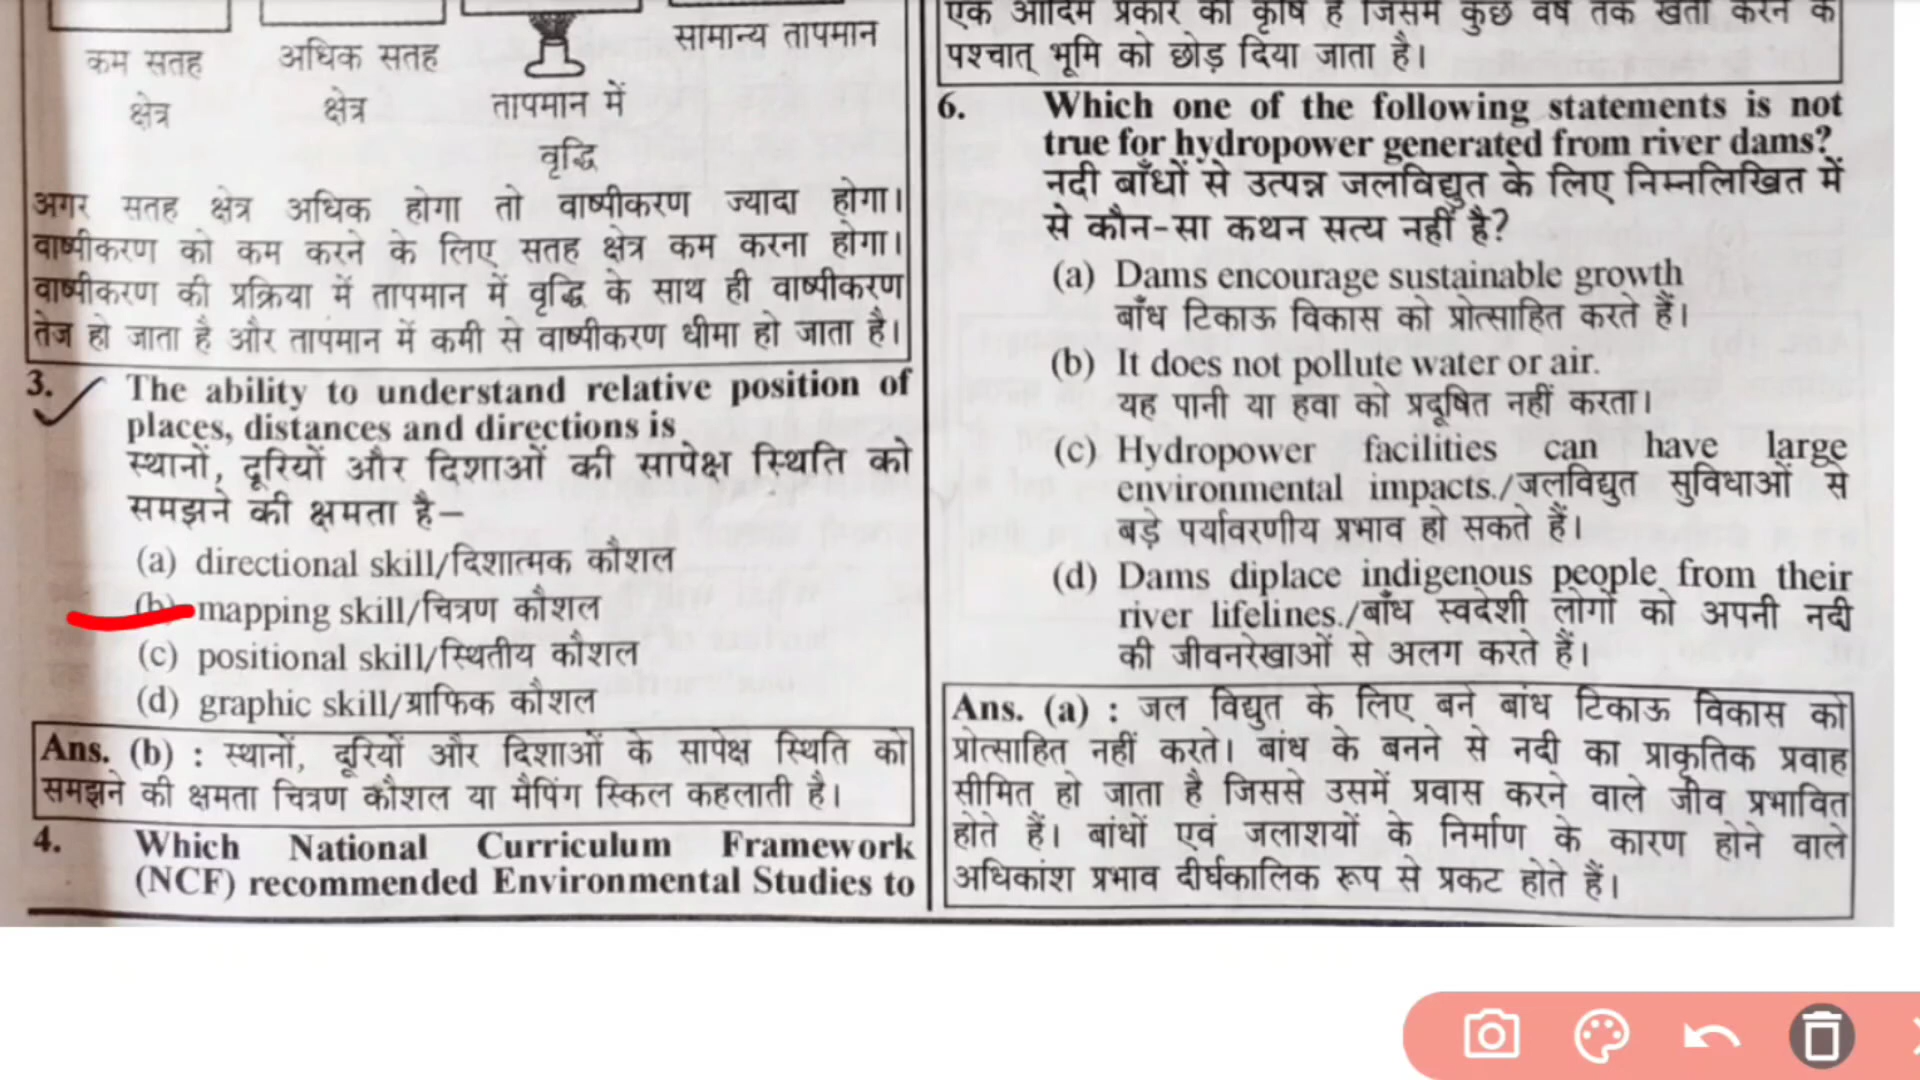 कम सतह
क्षेत्र
अधिक सतह
क्षेत्र
तापमान में
वृद्धि
सामान्य तापमान
अगर सतह क्षेत्र अधिक होगा तो वाष्पीकरण ज्यादा होगा।
वाष्पीकरण को कम करने के लिए सतह क्षेत्र कम करना होगा।
वाष्पीकरण की प्रक्रिया में तापमान में वृद्धि के साथ ही वाष्पीकरण
तेज हो जाता है और तापमान में कमी से वाष्पीकरण धीमा हो जाता है।
3. The ability to understand relative position of
places, distances and directions is
स्थानों, दूरियों और दिशाओं की सापेक्ष स्थिति को
समझने की क्षमता है–
(a) directional skill/दिशात्मक कौशल
(b) mapping skill/चित्रण कौशल
(c) positional skill/स्थितीय कौशल
(d) graphic skill/ग्राफिक कौशल
Ans. (b) : स्थानों, दूरियों और दिशाओं के सापेक्ष स्थिति को
समझने की क्षमता चित्रण कौशल या मैपिंग स्किल कहलाती है।
4. Which National Curriculum Framework
(NCF) recommended Environmental Studies to
एक आदिम प्रकार की कृषि है जिसमें कुछ वर्ष तक खेती करने के
पश्चात् भूमि को छोड़ दिया जाता है।
6. Which one of the following statements is not
true for hydropower generated from river dams?
नदी बाँधों से उत्पन्न जलविद्युत के लिए निम्नलिखित में
से कौन-सा कथन सत्य नहीं है?
(a) Dams encourage sustainable growth
बाँध टिकाऊ विकास को प्रोत्साहित करते हैं।
(b) It does not pollute water or air.
यह पानी या हवा को प्रदूषित नहीं करता।
(c) Hydropower facilities can have large
environmental impacts./जलविद्युत सुविधाओं से
बड़े पर्यावरणीय प्रभाव हो सकते हैं।
(d) Dams diplace indigenous people from their
river lifelines./बाँध स्वदेशी लोगों को अपनी नदी
की जीवनरेखाओं से अलग करते हैं।
Ans. (a) : जल विद्युत के लिए बने बांध टिकाऊ विकास को
प्रोत्साहित नहीं करते। बांध के बनने से नदी का प्राकृतिक प्रवाह
सीमित हो जाता है जिससे उसमें प्रवास करने वाले जीव प्रभावित
होते हैं। बांधों एवं जलाशयों के निर्माण के कारण होने वाले
अधिकांश प्रभाव दीर्घकालिक रूप से प्रकट होते हैं।